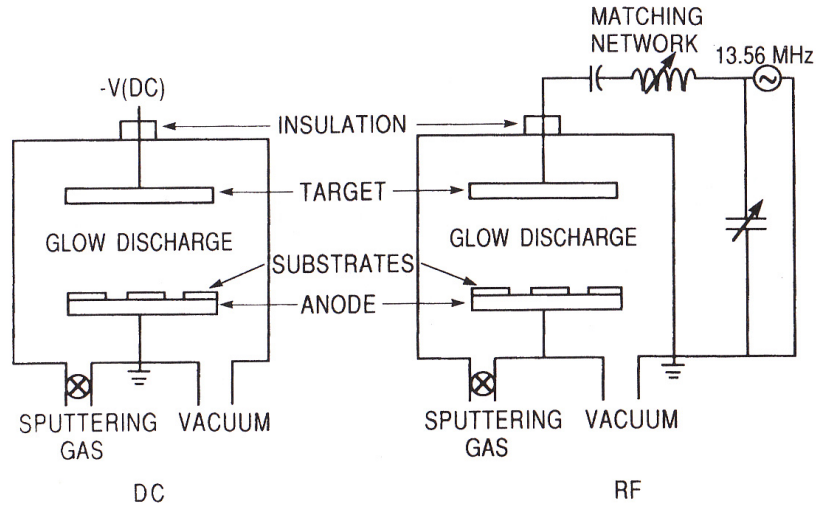 MATCHING
NETWORK
13.56 MHz
-V(DC)
INSULATION
TARGET
GLOW DISCHARGE
GLOW DISCHARGE
SUBSTRATES
ANODE
SPUTTERING
GAS
VACUUM
SPUTTERING
GAS
VACUUM
DC
RF